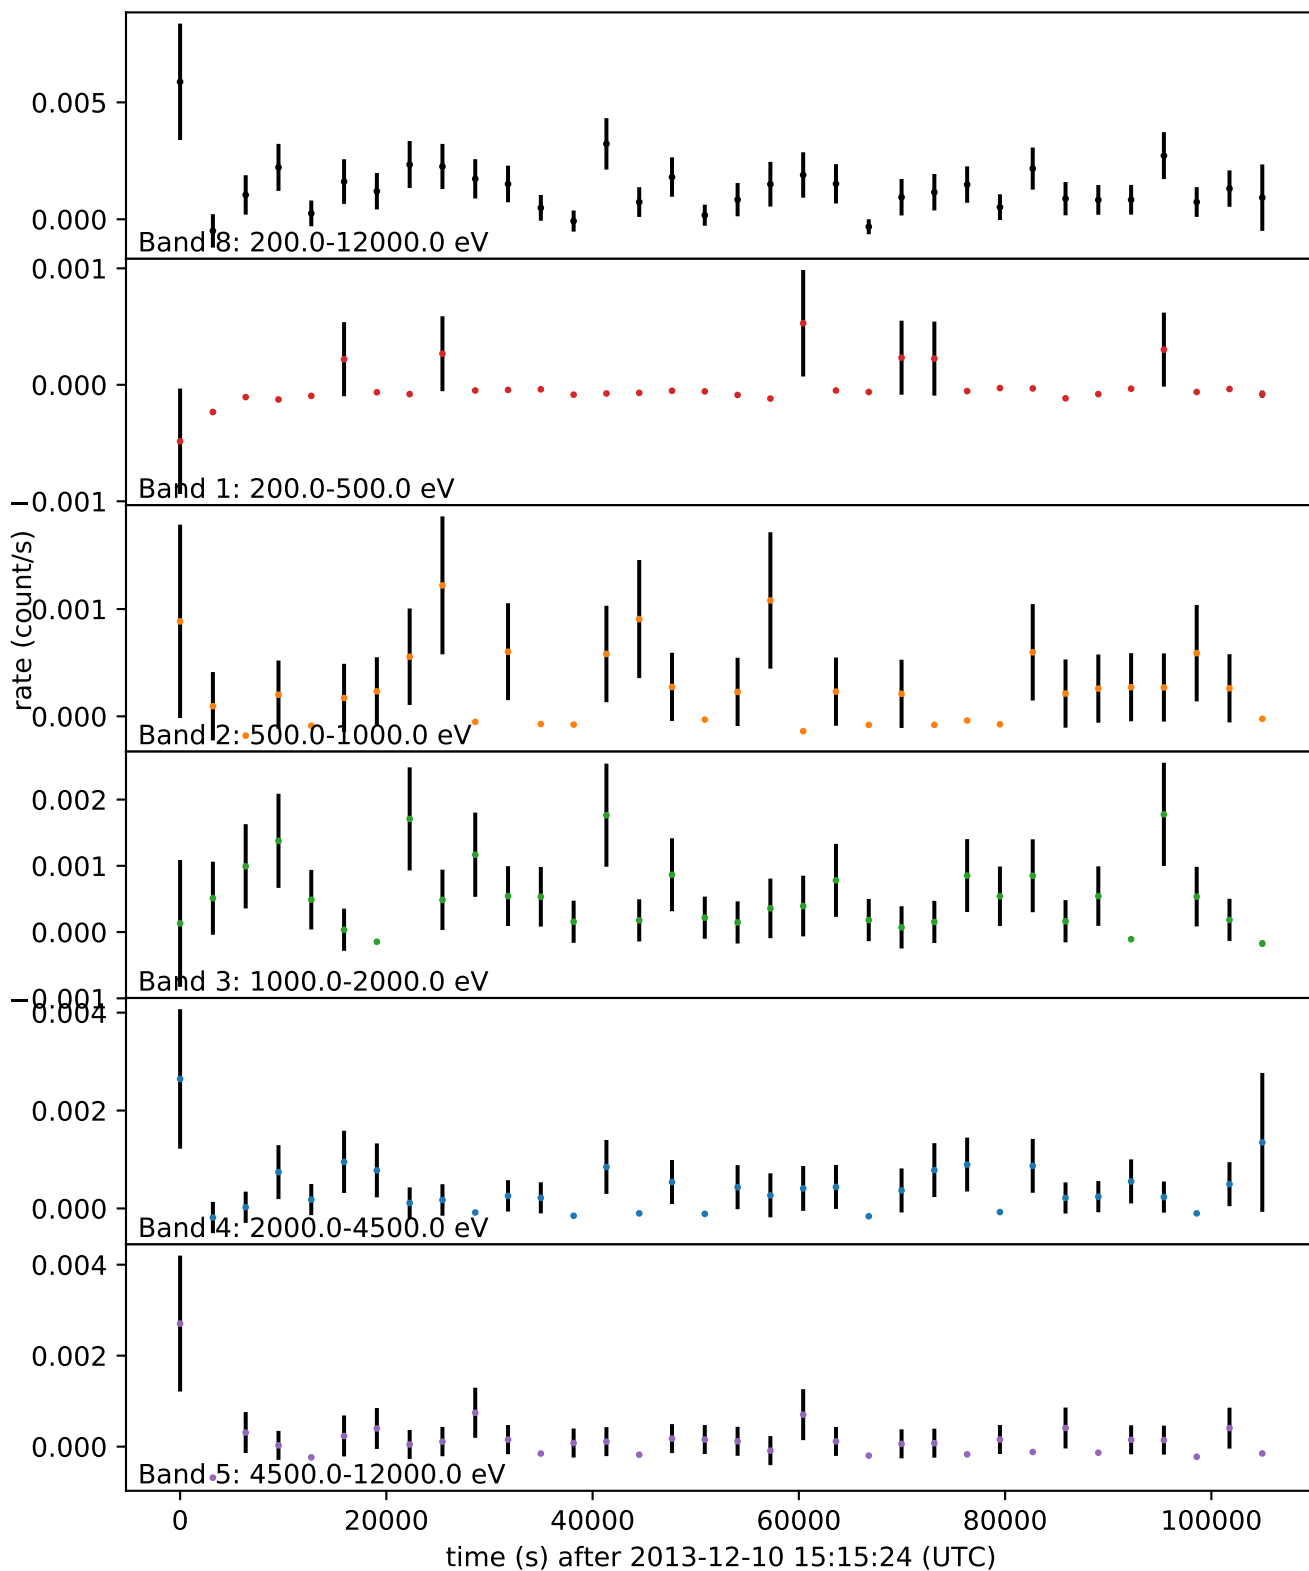 0.005
0.000
Band 8: 200.0-12000.0 eV
0.001
0.000
−0.001
Band 1: 200.0-500.0 eV
rate (count/s)
0.001
0.000
Band 2: 500.0-1000.0 eV
0.002
0.001
0.000
−0.001
Band 3: 1000.0-2000.0 eV
0.004
0.002
0.000
Band 4: 2000.0-4500.0 eV
0.004
0.002
0.000
Band 5: 4500.0-12000.0 eV
0 20000 40000 60000 80000 100000
time (s) after 2013-12-10 15:15:24 (UTC)